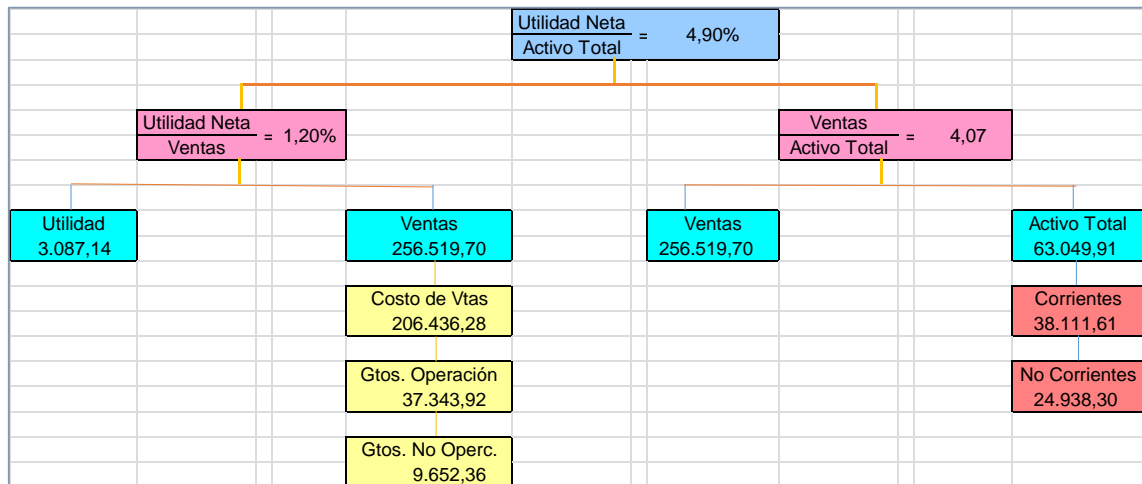 Utilidad Neta
Activo Total
= 4,90%
Utilidad Neta
Ventas
= 1,20%
Ventas
Activo Total
= 4,07
Utilidad
3.087,14
Ventas
256.519,70
Ventas
256.519,70
Activo Total
63.049,91
Costo de Vtas
206.436,28
Corrientes
38.111,61
Gtos. Operación
37.343,92
No Corrientes
24.938,30
Gtos. No Operc.
9.652,36